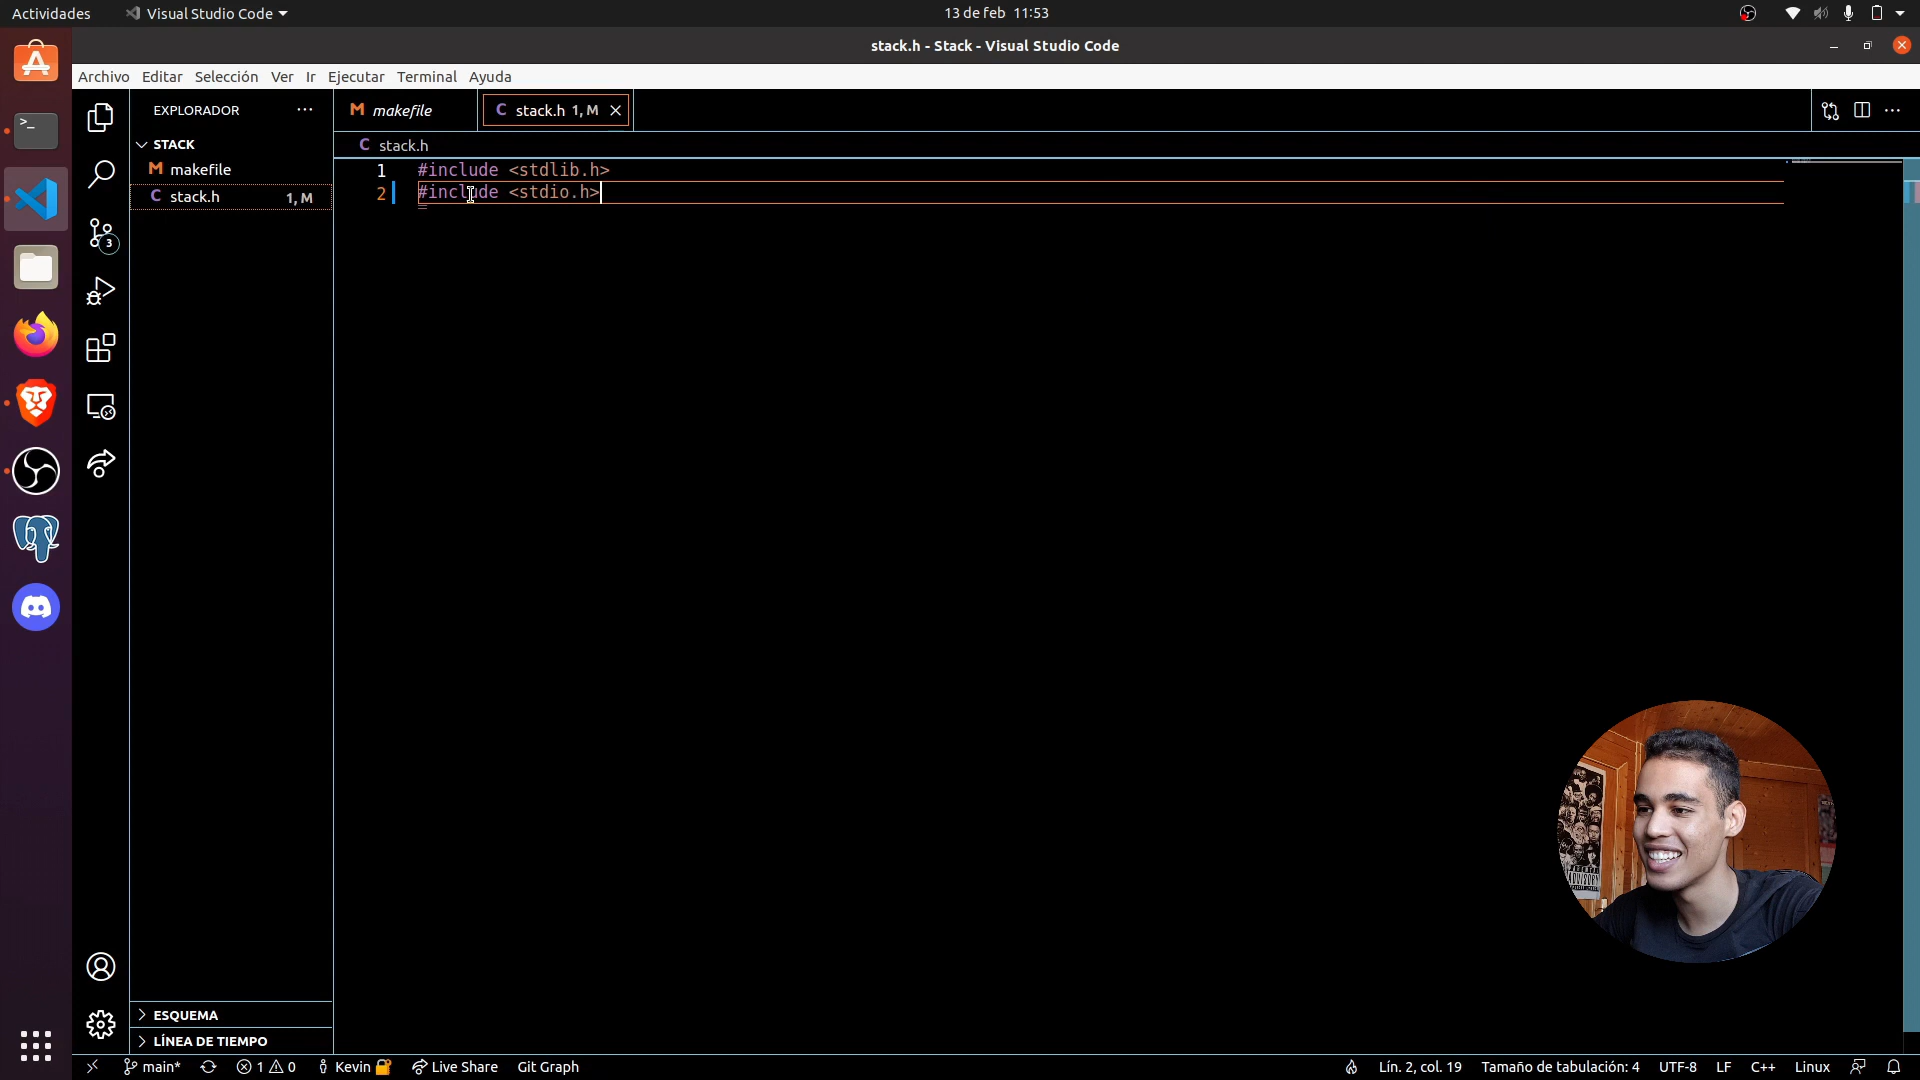 Actividades Visual Studio Code 13 de feb 11:53
stack.h - Stack - Visual Studio Code
Archivo Editar Selección Ver Ir Ejecutar Terminal Ayuda
EXPLORADOR
STACK
M makefile
C stack.h 1, M
M makefile
C stack.h 1, M
C stack.h
1 #include <stdlib.h>
2 #include <stdio.h>
3
ESQUEMA
LÍNEA DE TIEMPO
main* 1 0 Kevin Live Share Git Graph Lín. 2, col. 19 Tamaño de tabulación: 4 UTF-8 LF C++ Linux